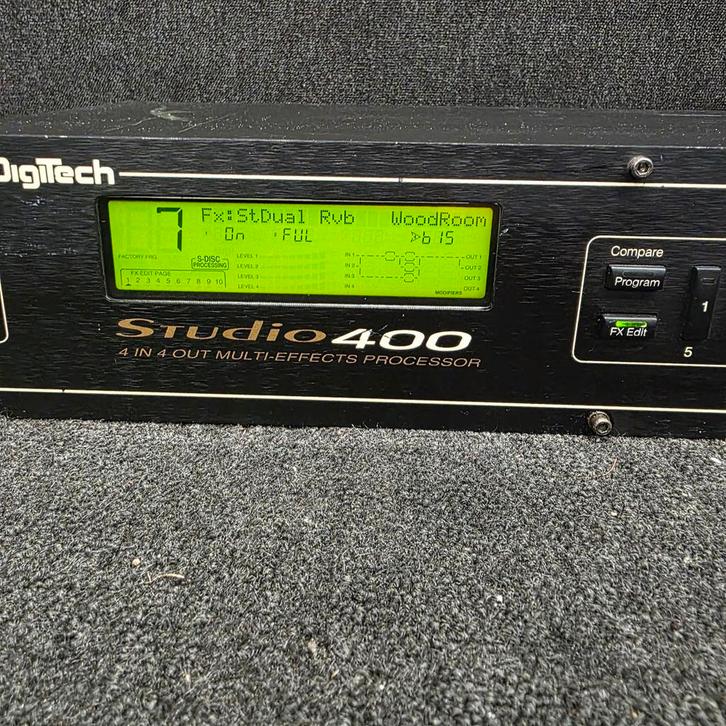 DigiTech
7 Fx:StDual Rvb WoodRoom
On FUL >b15
FACTORY PRG
S-DISC
PROCESSING
FX EDIT PAGE
1 2 3 4 5 6 7 8 9 10
LEVEL 1 IN 1 OUT 1
LEVEL 2 IN 2 OUT 2
LEVEL 3 IN 3 OUT 3
LEVEL 4 IN 4 OUT 4
MODIFIERS
Studio 400
4 IN 4 OUT MULTI-EFFECTS PROCESSOR
Compare
Program
FX Edit
1
5